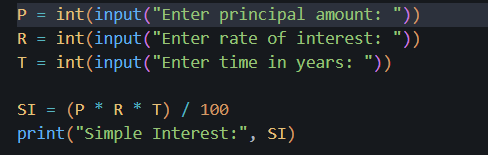 P = int(input("Enter principal amount: "))
R = int(input("Enter rate of interest: "))
T = int(input("Enter time in years: "))
SI = (P * R * T) / 100
print("Simple Interest:", SI)